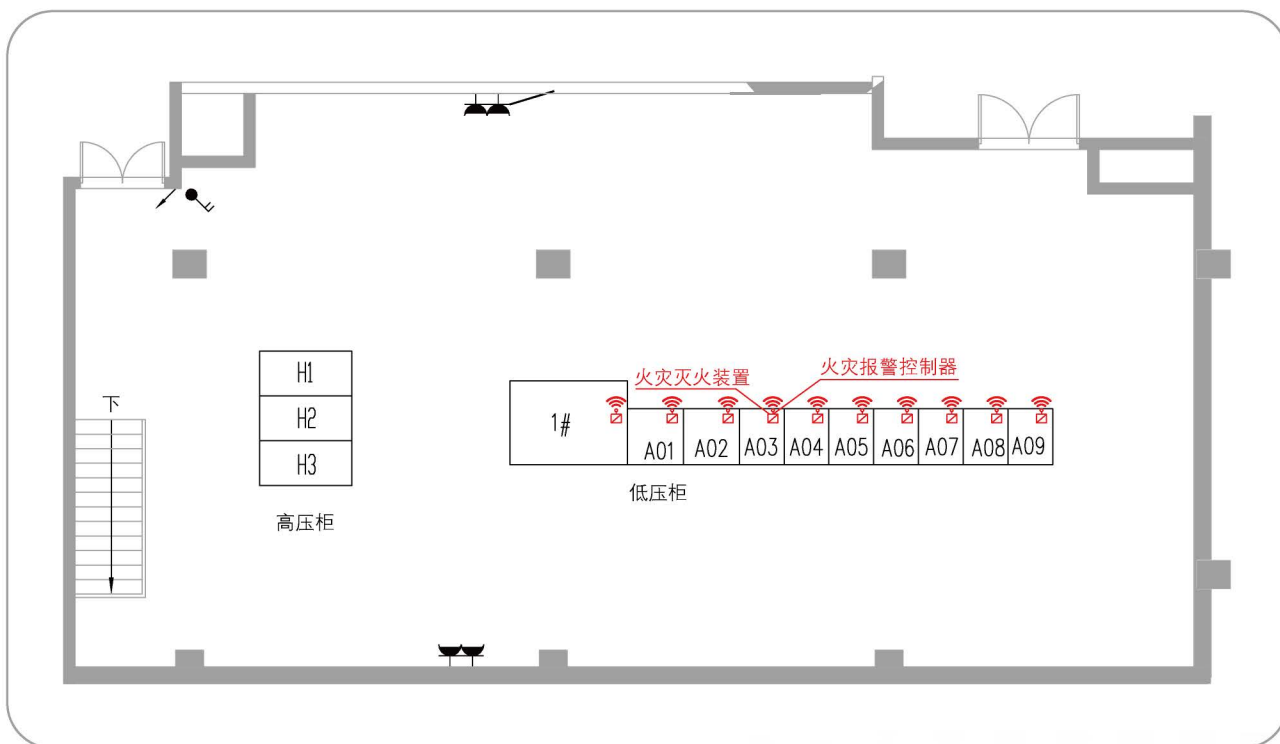 火灾报警控制器
火灾灭火装置
H1
H2
H3
高压柜
下
1#
A01
A02
A03
A04
A05
A06
A07
A08
A09
低压柜
E